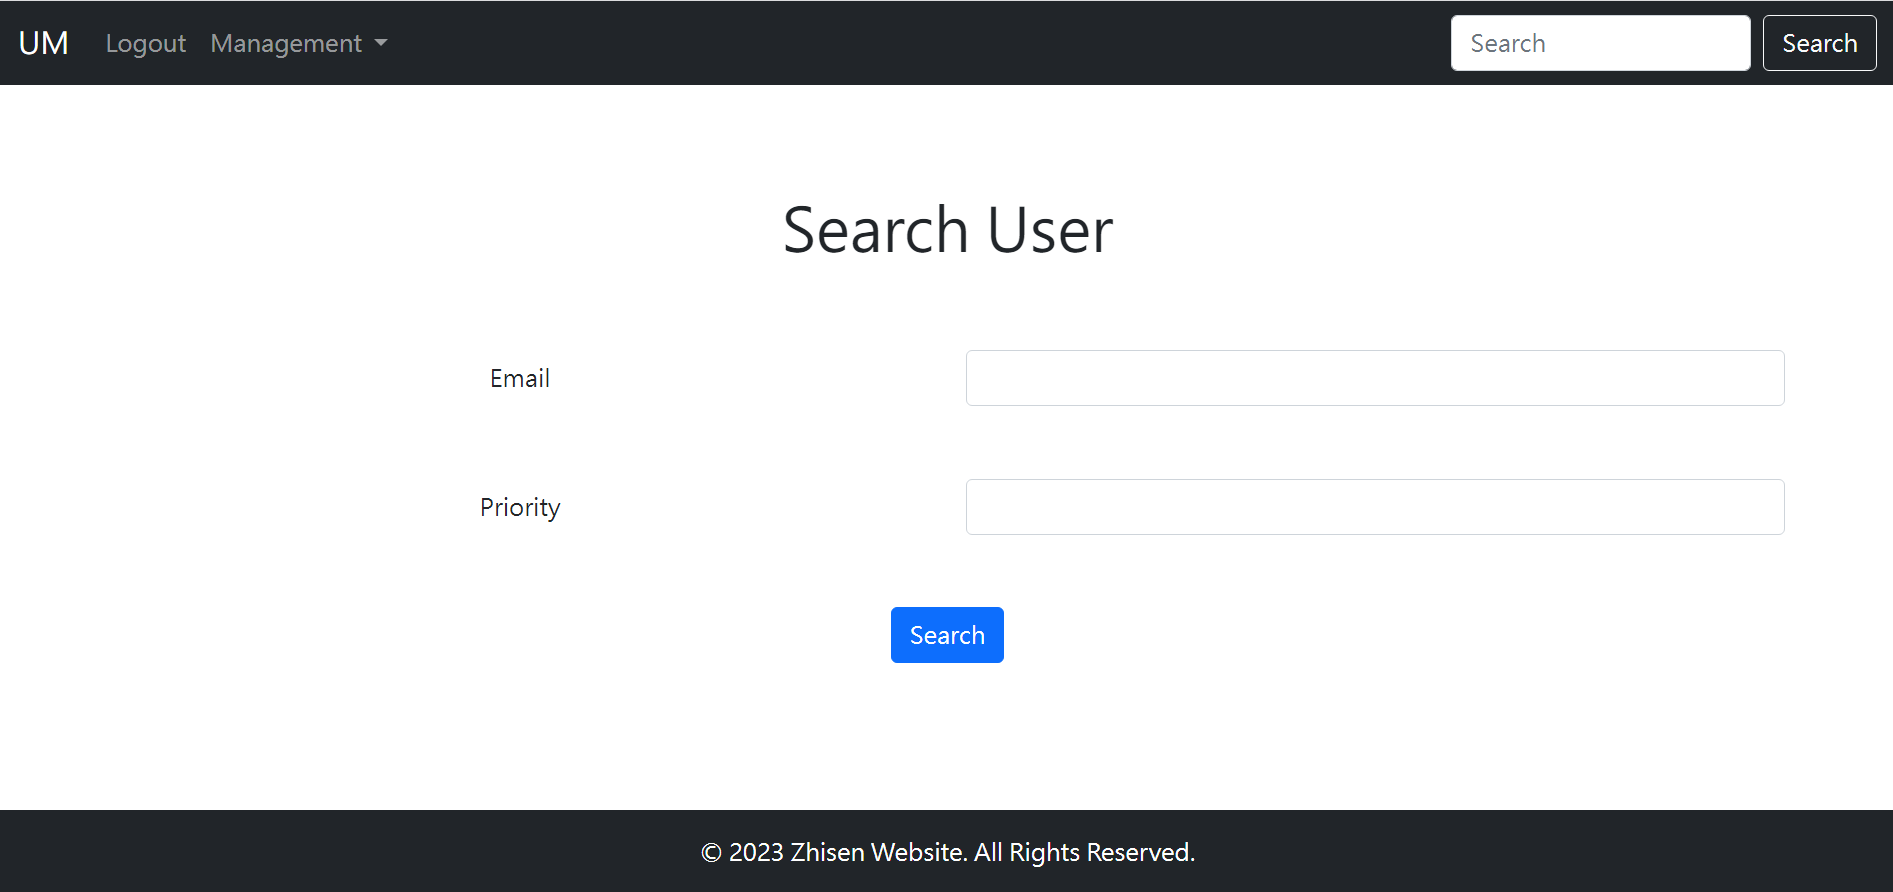 UM Logout Management Search Search
Search User
Email
Priority
Search
© 2023 Zhisen Website. All Rights Reserved.